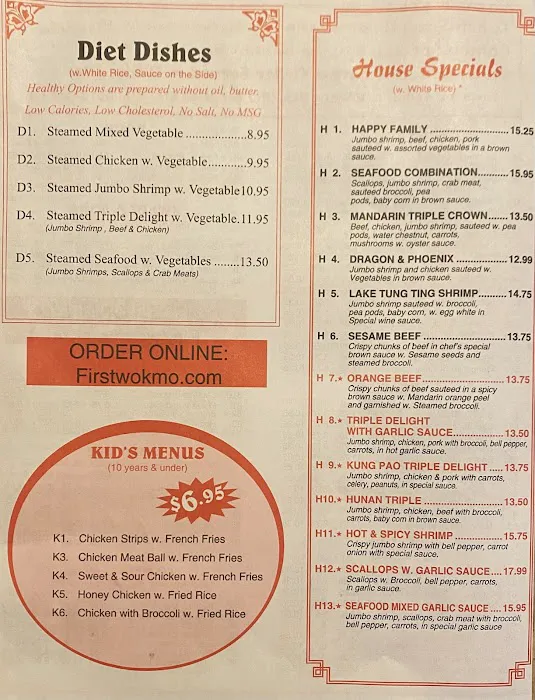 Diet Dishes
(w.White Rice, Sauce on the Side)
Healthy Options are prepared without oil, butter,
Low Calories, Low Cholesterol, No Salt, No MSG
D1. Steamed Mixed Vegetable ..................8.95
D2. Steamed Chicken w. Vegetable............9.95
D3. Steamed Jumbo Shrimp w. Vegetable10.95
D4. Steamed Triple Delight w. Vegetable.11.95
(Jumbo Shrimp , Beef & Chicken)
D5. Steamed Seafood w. Vegetables ........13.50
(Jumbo Shrimps, Scallops & Crab Meats)
ORDER ONLINE:
Firstwokmo.com
KID'S MENUS
(10 years & under)
$6.95
K1. Chicken Strips w. French Fries
K3. Chicken Meat Ball w. French Fries
K4. Sweet & Sour Chicken w. French Fries
K5. Honey Chicken w. Fried Rice
K6. Chicken with Broccoli w. Fried Rice
House Specials
(w. White Rice) *
H 1. HAPPY FAMILY ............................15.25
Jumbo shrimp, beef, chicken, pork
sauteed w. assorted vegetables in a brown
sauce.
H 2. SEAFOOD COMBINATION.........15.95
Scallops, jumbo shrimp, crab meat,
sauteed broccoli, pea
pods, baby corn in brown sauce.
H 3. MANDARIN TRIPLE CROWN.......13.50
Beef, chicken, jumbo shrimp, sauteed w. pea
pods, water chestnut, carrots,
mushrooms w. oyster sauce.
H 4. DRAGON & PHOENIX ..................12.99
Jumbo shrimp and chicken sauteed w.
Vegetables in brown sauce.
H 5. LAKE TUNG TING SHRIMP..........14.75
Jumbo shrimp sauteed w. broccoli,
pea pods, baby corn, w. egg white in
Special wine sauce.
H 6. SESAME BEEF ..............................13.75
Crispy chunks of beef in chef's special
brown sauce w. Sesame seeds and
steamed broccoli.
H 7.★ ORANGE BEEF.............................13.75
Crispy chunks of beef sauteed in a spicy
brown sauce w. Mandarin orange peel
and garnished w. Steamed broccoli.
H 8.★ TRIPLE DELIGHT
WITH GARLIC SAUCE..................13.50
Jumbo shrimp, chicken, pork with broccoli, bell pepper,
carrots, in hot garlic sauce.
H 9.★ KUNG PAO TRIPLE DELIGHT .....13.75
Jumbo shrimp, chicken & pork with carrots,
celery, peanuts, in special sauce.
H10.★ HUNAN TRIPLE ............................13.50
Jumbo shrimp, chicken, beef with broccoli,
carrots, baby corn in brown sauce.
H11.★ HOT & SPICY SHRIMP .................15.75
Crispy jumbo shrimp with bell pepper, carrot
onion with special sauce.
H12.★ SCALLOPS W. GARLIC SAUCE....17.99
Scallops w. Broccoli, bell pepper, carrots,
in garlic sauce.
H13.★ SEAFOOD MIXED GARLIC SAUCE ....15.95
Jumbo shrimp, scallops, crab meat with broccoli,
bell pepper, carrots, in special garlic sauce